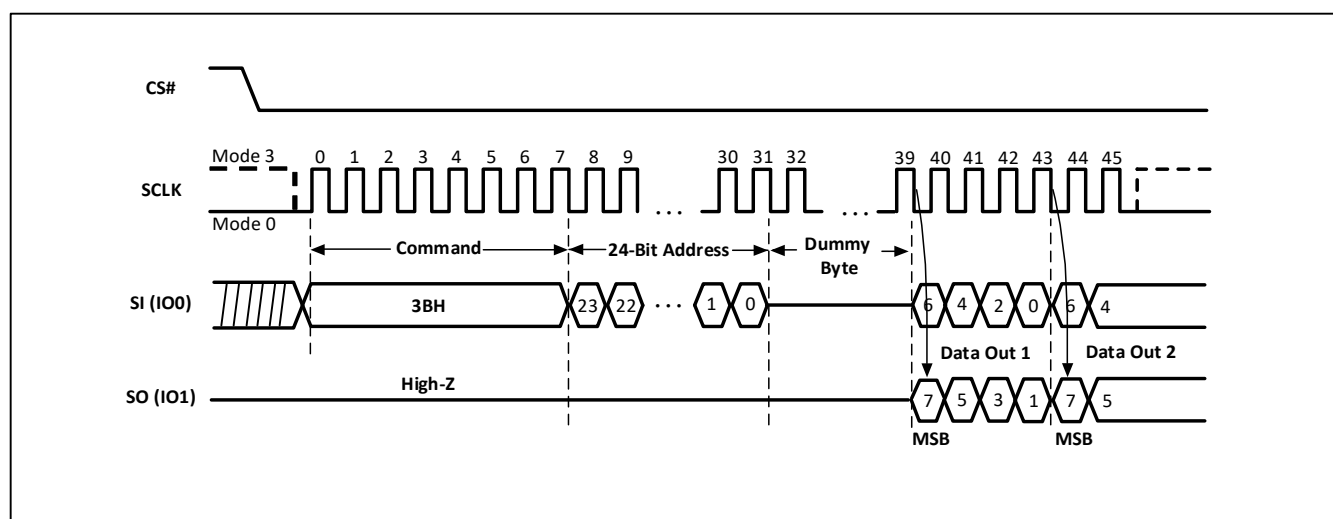 CS#
Mode 3
0 1 2 3 4 5 6 7 8 9 30 31 32 39 40 41 42 43 44 45
SCLK
... ...
Mode 0
Command 24-Bit Address Dummy
Byte
SI (IO0) 3BH 23 22 ... 1 0 6 4 2 0 6 4
Data Out 1 Data Out 2
High-Z
SO (IO1) 7 5 3 1 7 5
MSB MSB